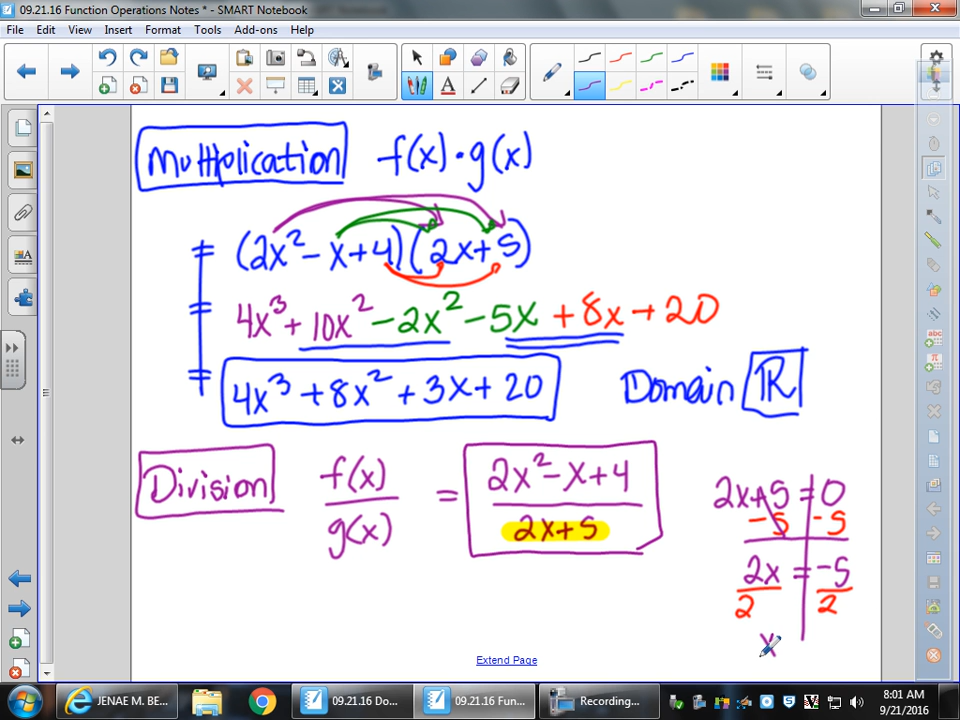 09.21.16 Function Operations Notes * - SMART Notebook
File Edit View Insert Format Tools Add-ons Help
Multiplication f(x)·g(x)
= (2x² - x + 4)(2x + 5)
= 4x³ + 10x² - 2x² - 5x + 8x + 20
= 4x³ + 8x² + 3x + 20 Domain ℝ
Division f(x)/g(x) = (2x² - x + 4)/(2x + 5)
2x + 5 = 0
-5 -5
2x = -5
2 2
x
Extend Page
JENAE M. BE... 09.21.16 Do... 09.21.16 Fun... Recording...
8:01 AM
9/21/2016